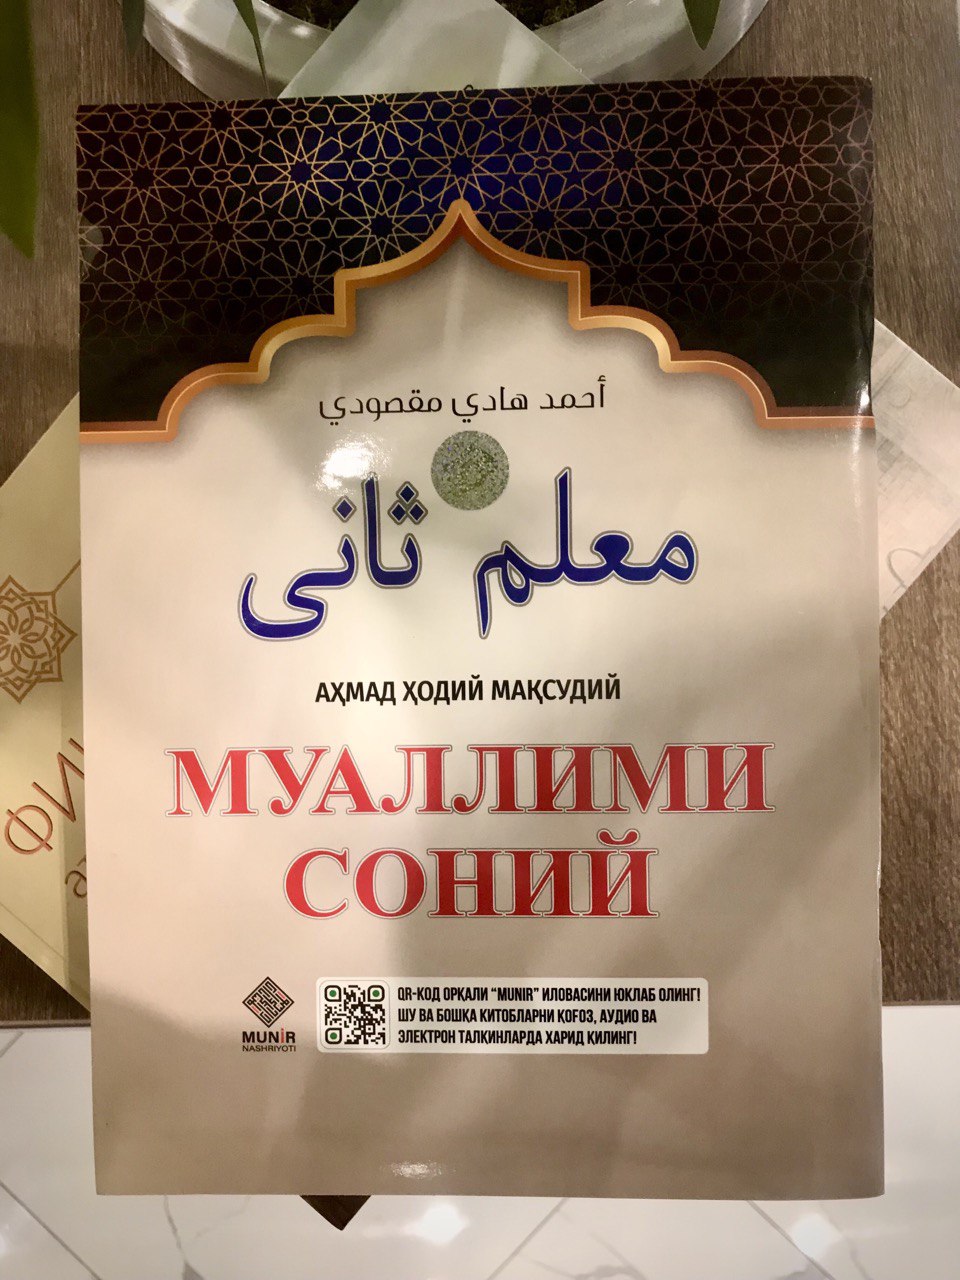 أحمد هادي مقصودي
معلم ثانى
АҲМАД ҲОДИЙ МАҚСУДИЙ
МУАЛЛИМИ
СОНИЙ
MUNiR
NASHRIYOTI
QR-КОД ОРҚАЛИ “MUNIR” ИЛОВАСИНИ ЮКЛАБ ОЛИНГ!
ШУ ВА БОШҚА КИТОБЛАРНИ ҚОҒОЗ, АУДИО ВА
ЭЛЕКТРОН ТАЛҚИНЛАРДА ХАРИД ҚИЛИНГ!